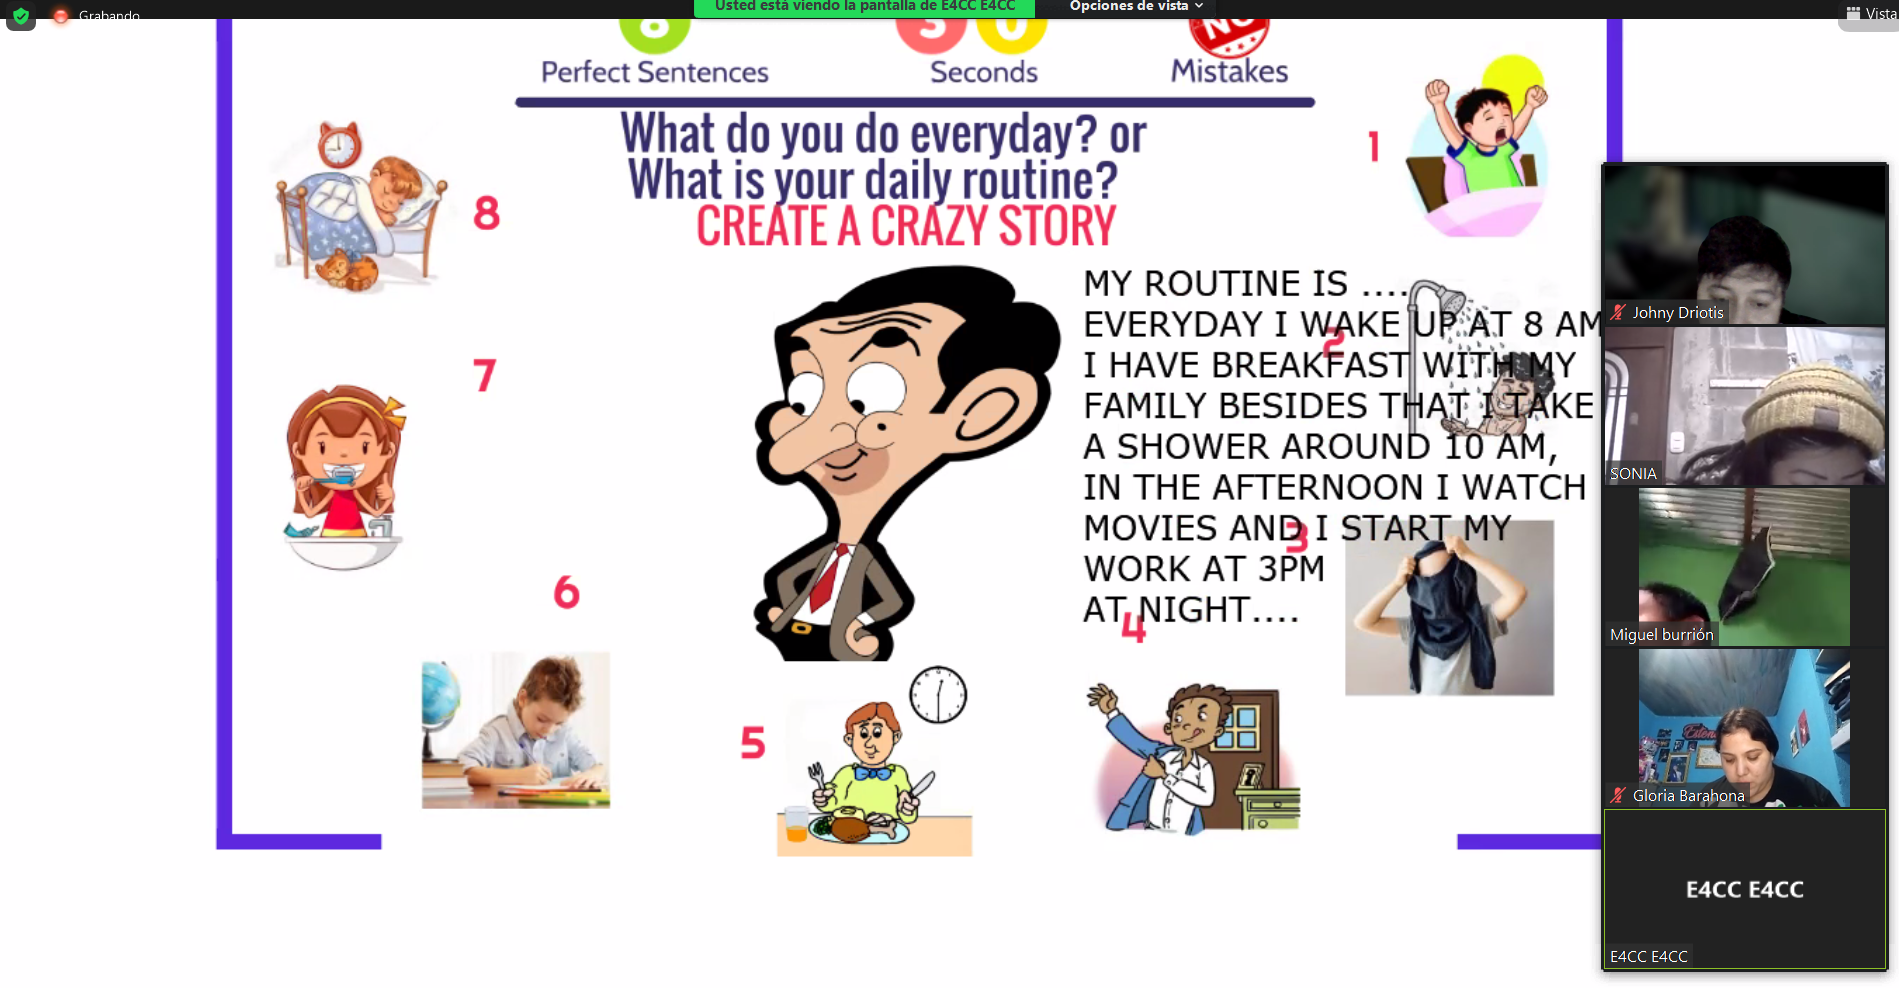 Grabando
Usted está viendo la pantalla de E4CC E4CC
Opciones de vista
Vista
8
30
NO
Perfect Sentences
Seconds
Mistakes
What do you do everyday? or
What is your daily routine?
CREATE A CRAZY STORY
1
8
MY ROUTINE IS ....
EVERYDAY I WAKE UP AT 8 AM
2
I HAVE BREAKFAST WITH MY
7
FAMILY BESIDES THAT I TAKE
A SHOWER AROUND 10 AM,
IN THE AFTERNOON I WATCH
MOVIES AND I START MY
3
WORK AT 3PM
6
AT NIGHT....
4
5
Johny Driotis
SONIA
Miguel burrión
Gloria Barahona
E4CC E4CC
E4CC E4CC